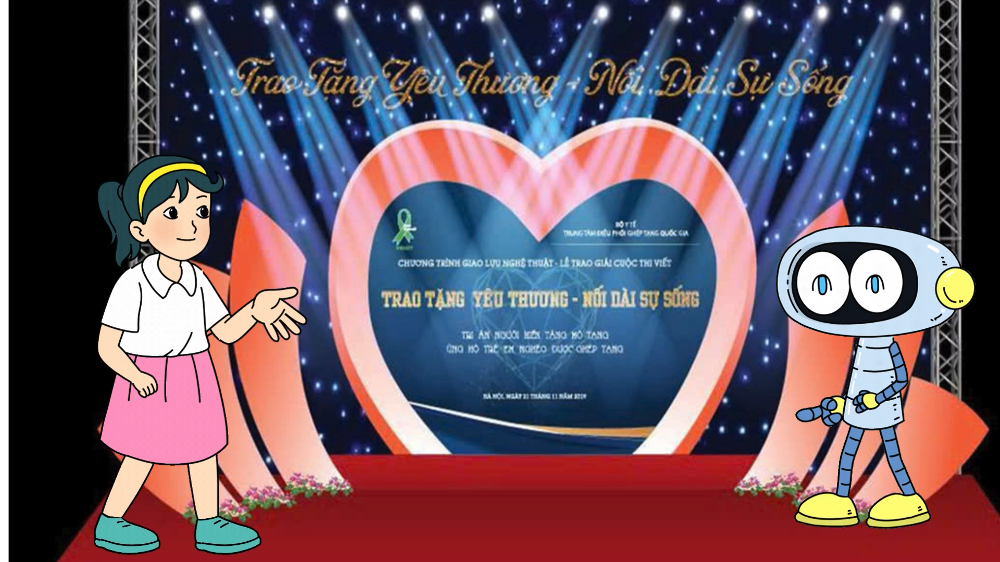 Trao Tặng Yêu Thương - Nối Dài Sự Sống
BỘ Y TẾ
TRUNG TÂM ĐIỀU PHỐI GHÉP TẠNG QUỐC GIA
CHƯƠNG TRÌNH GIAO LƯU NGHỆ THUẬT - LỄ TRAO GIẢI CUỘC THI VIẾT
TRAO TẶNG YÊU THƯƠNG - NỐI DÀI SỰ SỐNG
TRI ÂN NGƯỜI HIẾN TẶNG MÔ TẠNG
ỦNG HỘ TRẺ EM NGHÈO ĐƯỢC GHÉP TẠNG
HÀ NỘI, NGÀY 21 THÁNG 11 NĂM 2019